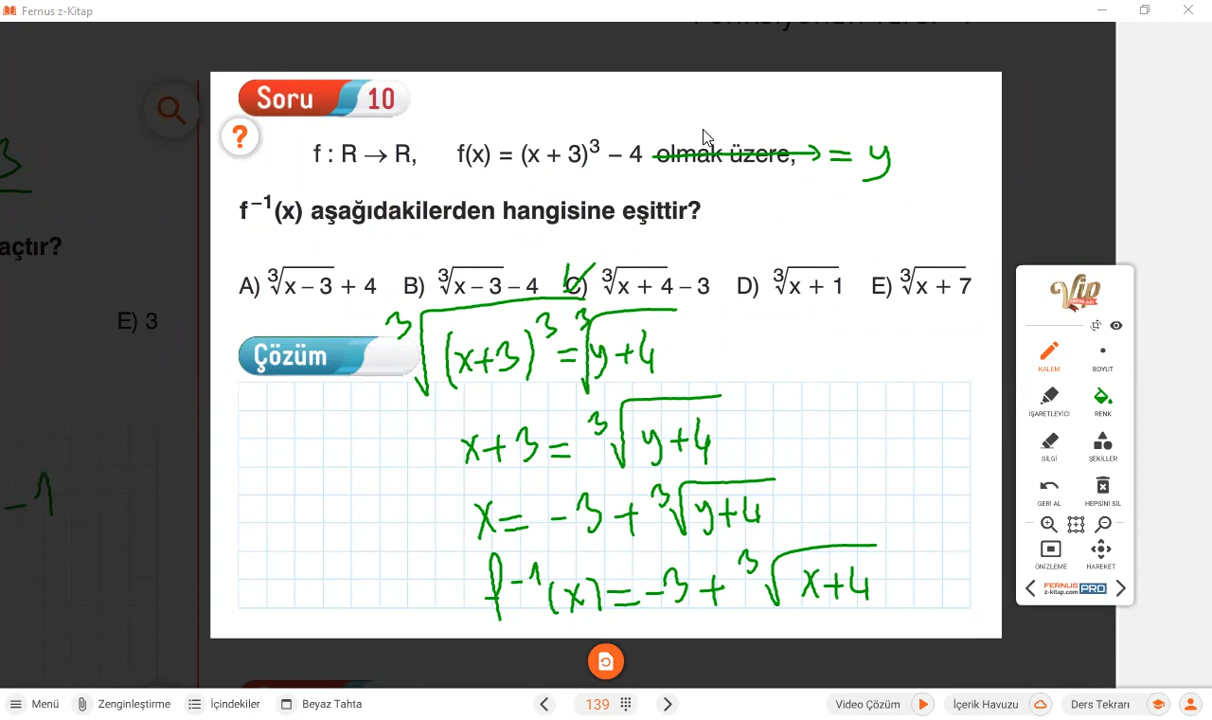 Fernus z-Kitap
Soru 10
?
f : R → R, f(x) = (x + 3)³ – 4 olmak üzere, = y
f⁻¹(x) aşağıdakilerden hangisine eşittir?
A) ∛(x – 3) + 4 B) ∛(x – 3) – 4 C) ∛(x + 4) – 3 D) ∛(x + 1) E) ∛(x + 7)
Çözüm
∛((x+3)³) = ∛(y+4)
x+3 = ∛(y+4)
x = -3 + ∛(y+4)
f⁻¹(x) = -3 + ∛(x+4)
3
açtır?
E) 3
-1
Vip
KALEM BOYUT
İŞARETLEYİCİ RENK
SİLGİ ŞEKİLLER
GERİ AL HEPSİNİ SİL
ÖNİZLEME HAREKET
FERNUS z-kitap.com PRO
Menü Zenginleştirme İçindekiler Beyaz Tahta 139 Video Çözüm İçerik Havuzu Ders Tekrarı